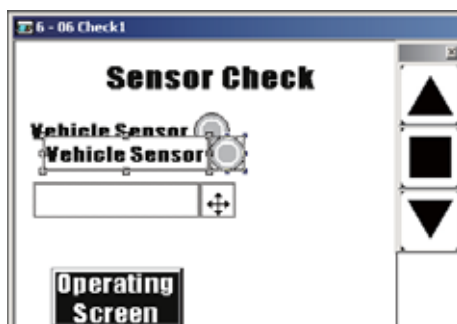 6 - 06 Check1
Sensor Check
Vehicle Sensor
Vehicle Sensor
Operating
Screen